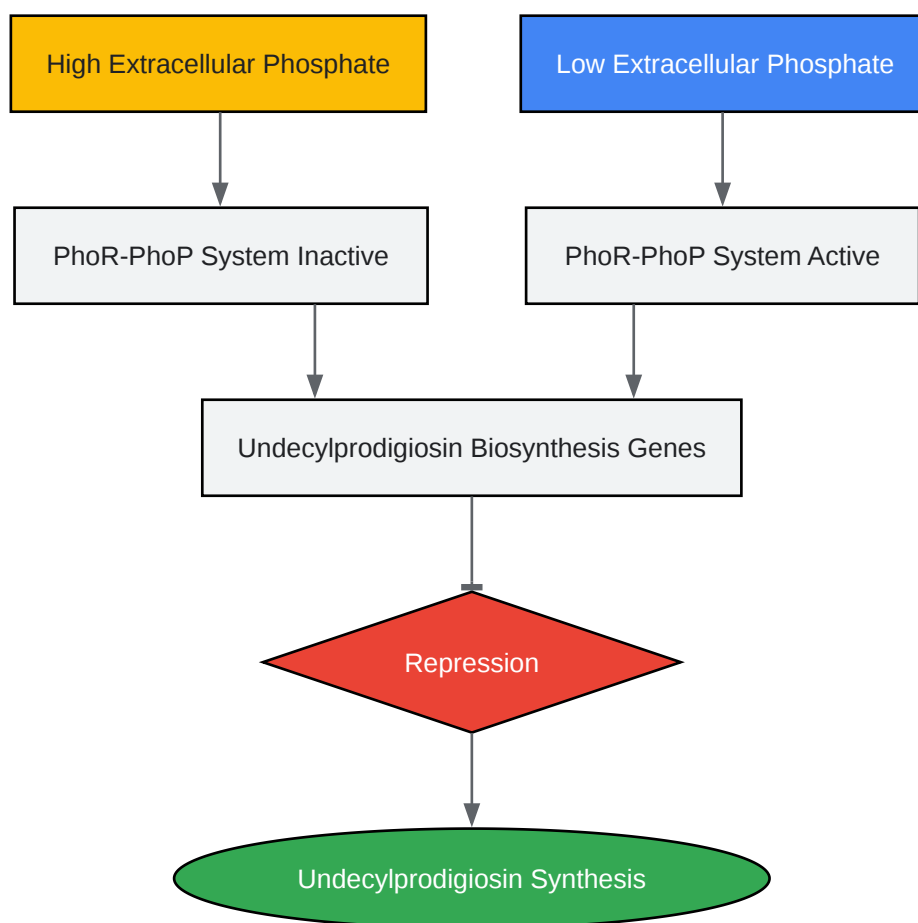 High Extracellular Phosphate
Low Extracellular Phosphate
PhoR-PhoP System Inactive
PhoR-PhoP System Active
Undecylprodigiosin Biosynthesis Genes
Repression
Undecylprodigiosin Synthesis